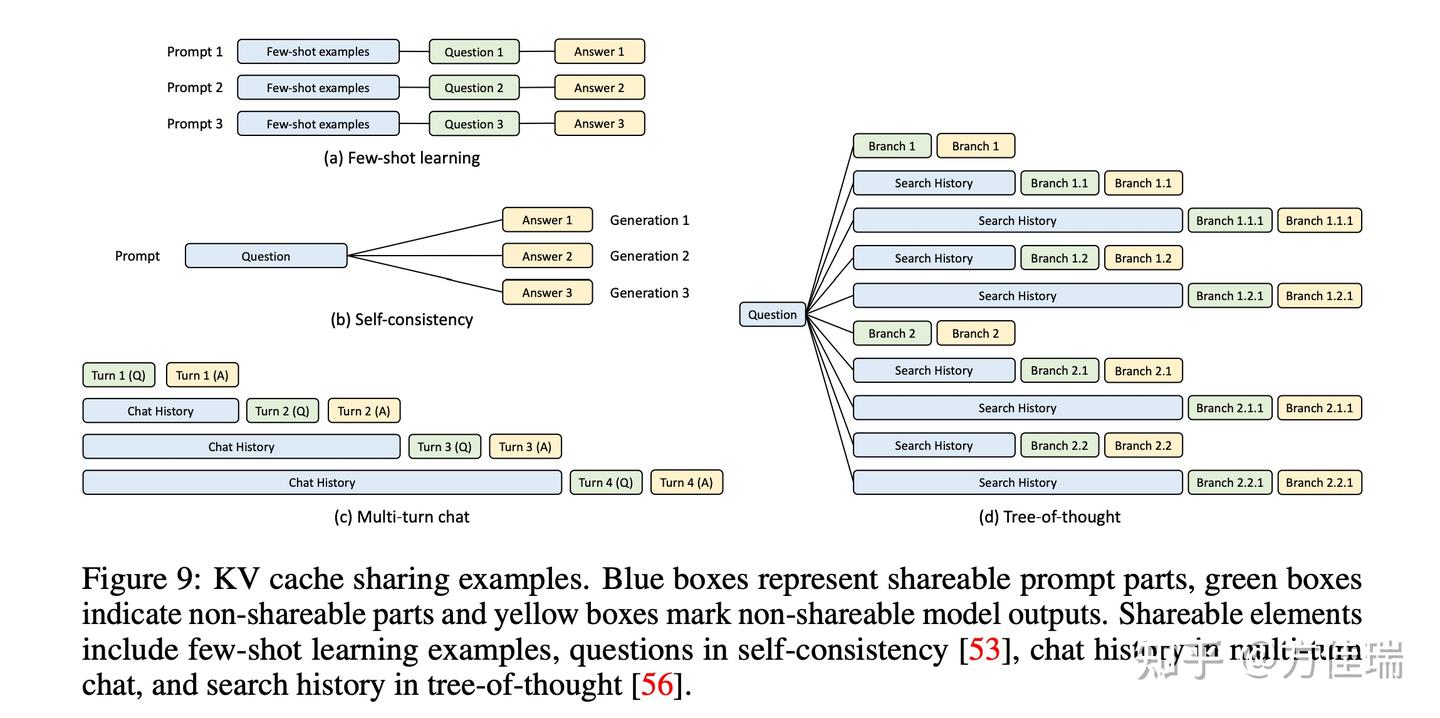 Prompt 1 Few-shot examples Question 1 Answer 1
Prompt 2 Few-shot examples Question 2 Answer 2
Prompt 3 Few-shot examples Question 3 Answer 3
(a) Few-shot learning
Answer 1 Generation 1
Prompt Question Answer 2 Generation 2
Answer 3 Generation 3
(b) Self-consistency
Turn 1 (Q) Turn 1 (A)
Chat History Turn 2 (Q) Turn 2 (A)
Chat History Turn 3 (Q) Turn 3 (A)
Chat History Turn 4 (Q) Turn 4 (A)
(c) Multi-turn chat
Question
Branch 1 Branch 1
Search History Branch 1.1 Branch 1.1
Search History Branch 1.1.1 Branch 1.1.1
Search History Branch 1.2 Branch 1.2
Search History Branch 1.2.1 Branch 1.2.1
Branch 2 Branch 2
Search History Branch 2.1 Branch 2.1
Search History Branch 2.1.1 Branch 2.1.1
Search History Branch 2.2 Branch 2.2
Search History Branch 2.2.1 Branch 2.2.1
(d) Tree-of-thought
Figure 9: KV cache sharing examples. Blue boxes represent shareable prompt parts, green boxes
indicate non-shareable parts and yellow boxes mark non-shareable model outputs. Shareable elements
include few-shot learning examples, questions in self-consistency [53], chat history in multi-turn
chat, and search history in tree-of-thought [56].
知乎 @方佳瑞